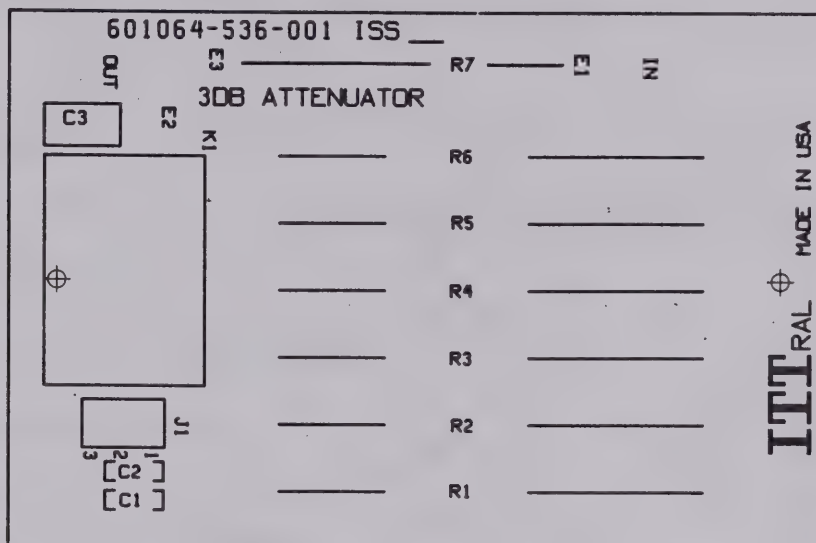 601064-536-001 ISS __
OUT
E3
R7
E1
IN
3DB ATTENUATOR
C3
E2
K1
R6
R5
R4
R3
R2
R1
J1
3 2 1
C2
C1
MADE IN USA
ITT RAL